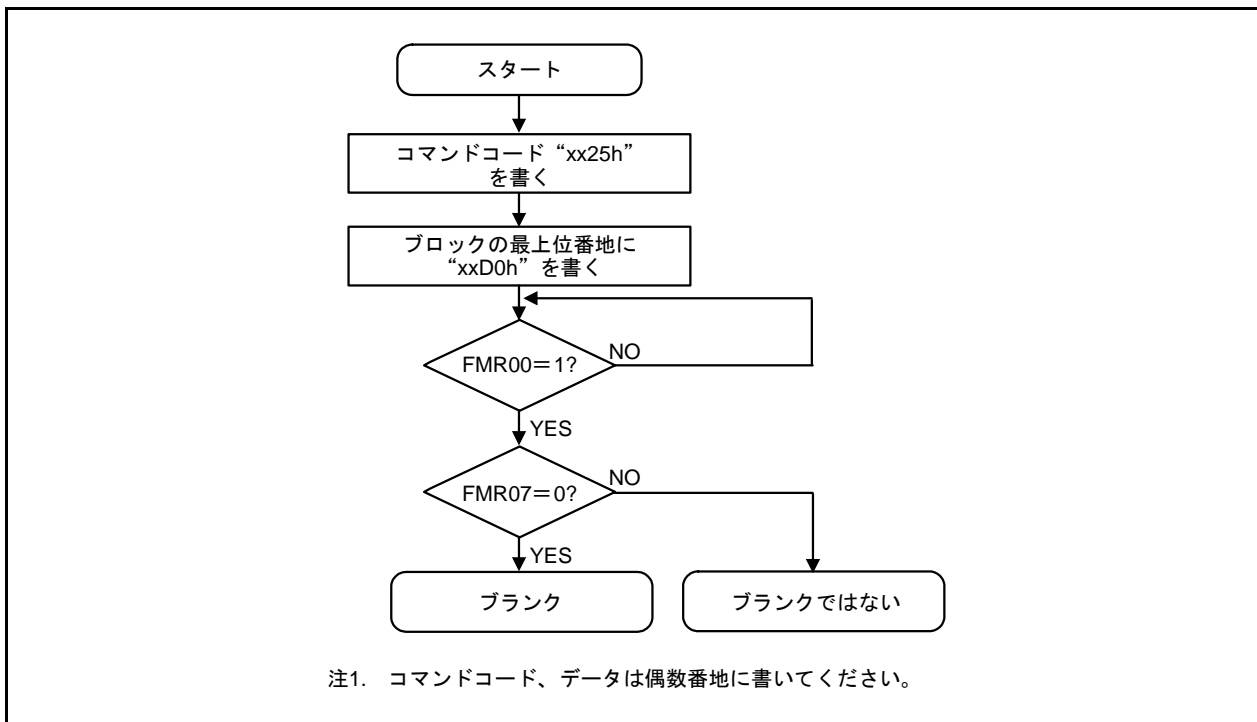 スタート
コマンドコード“xx25h”
を書く
ブロックの最上位番地に
“xxD0h”を書く
FMR00＝1?
NO
YES
FMR07＝0?
NO
YES
ブランク
ブランクではない
注1. コマンドコード、データは偶数番地に書いてください。